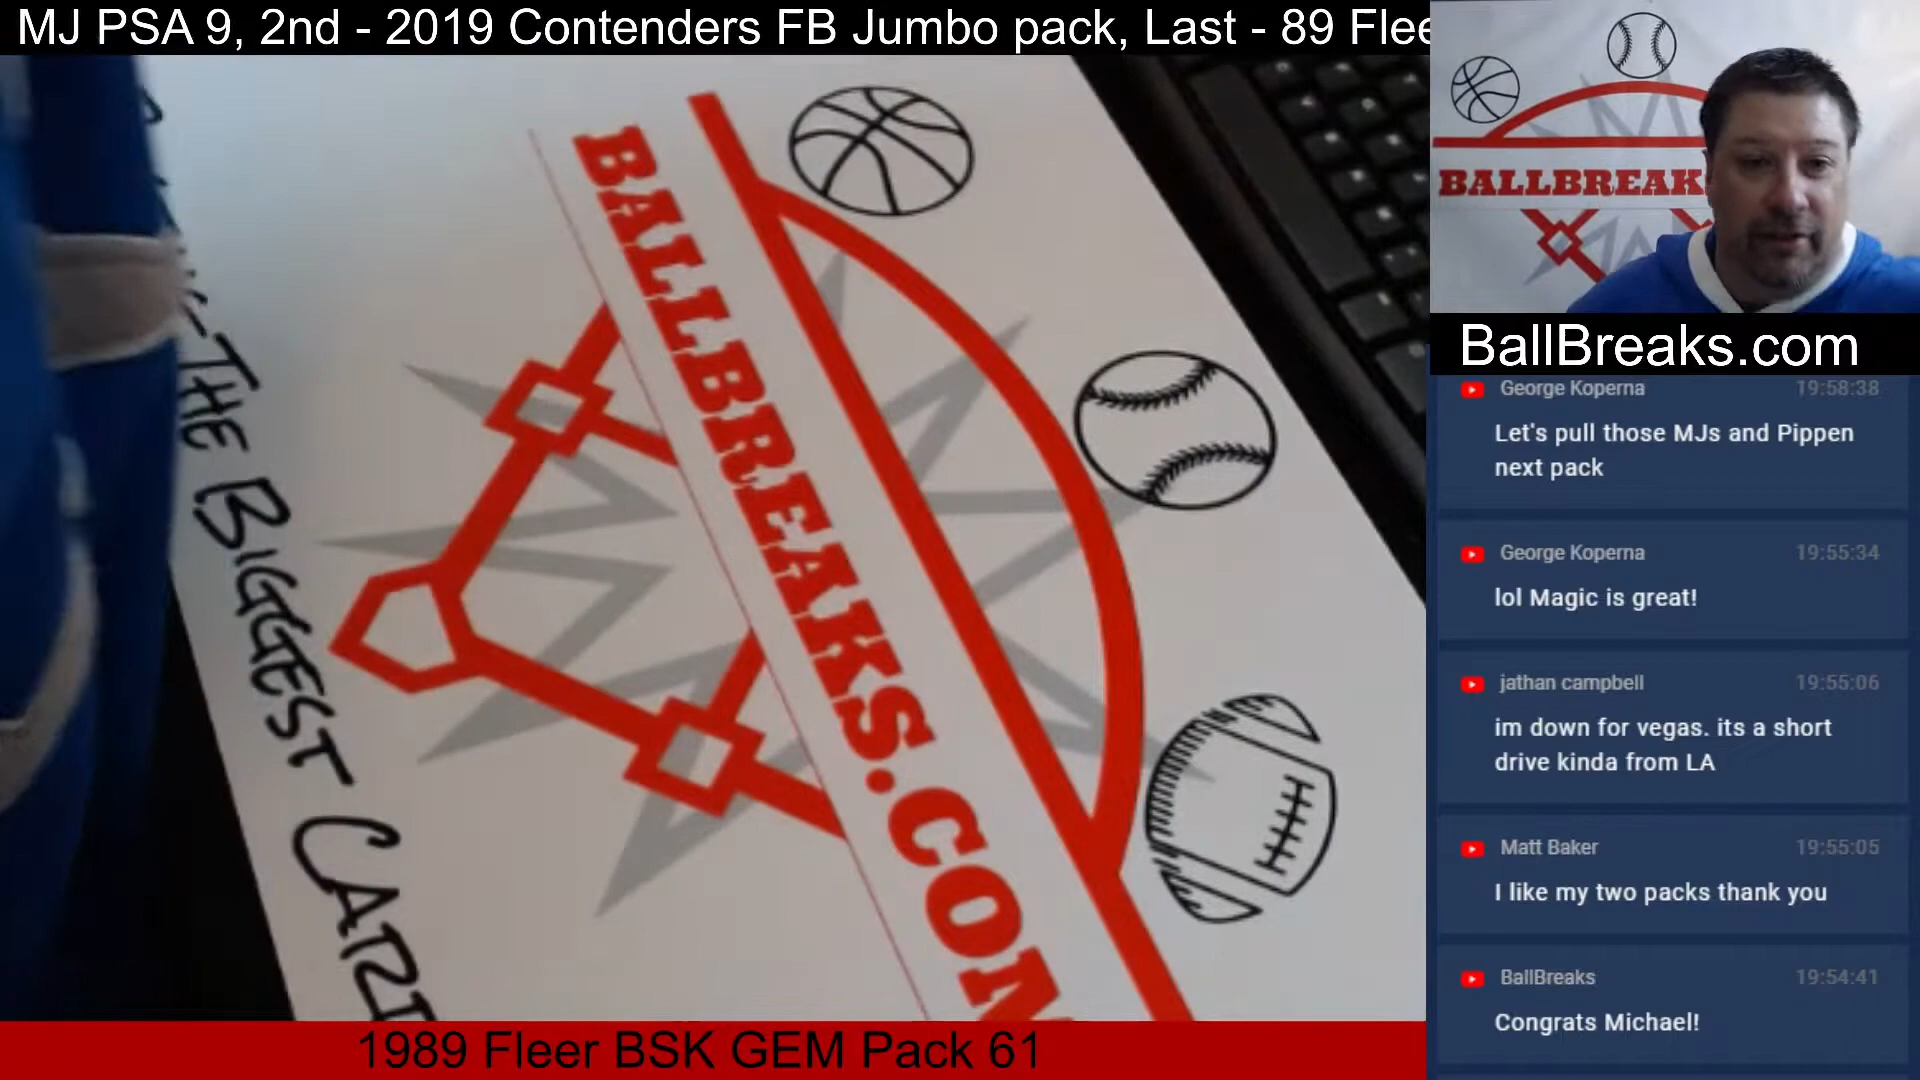 MJ PSA 9, 2nd - 2019 Contenders FB Jumbo pack, Last - 89 Flee
BALLBREAKS.COM
THE BIGGEST CARD
BALLBREAK
BallBreaks.com
George Koperna 19:58:38
Let's pull those MJs and Pippen
next pack
George Koperna 19:55:34
lol Magic is great!
jathan campbell 19:55:06
im down for vegas. its a short
drive kinda from LA
Matt Baker 19:55:05
I like my two packs thank you
BallBreaks 19:54:41
Congrats Michael!
1989 Fleer BSK GEM Pack 61